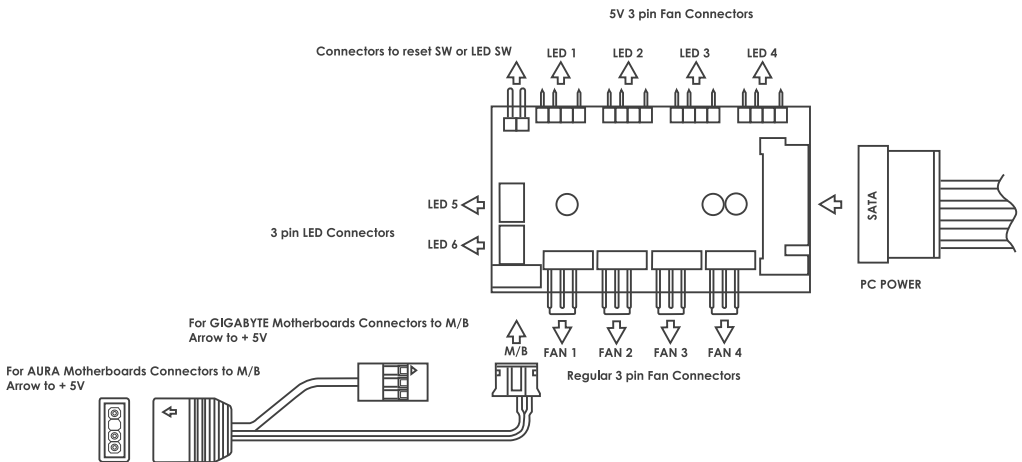 5V 3 pin Fan Connectors
Connectors to reset SW or LED SW
LED 1
LED 2
LED 3
LED 4
LED 5
LED 6
3 pin LED Connectors
SATA
PC POWER
For GIGABYTE Motherboards Connectors to M/B
Arrow to + 5V
M/B
FAN 1
FAN 2
FAN 3
FAN 4
Regular 3 pin Fan Connectors
For AURA Motherboards Connectors to M/B
Arrow to + 5V